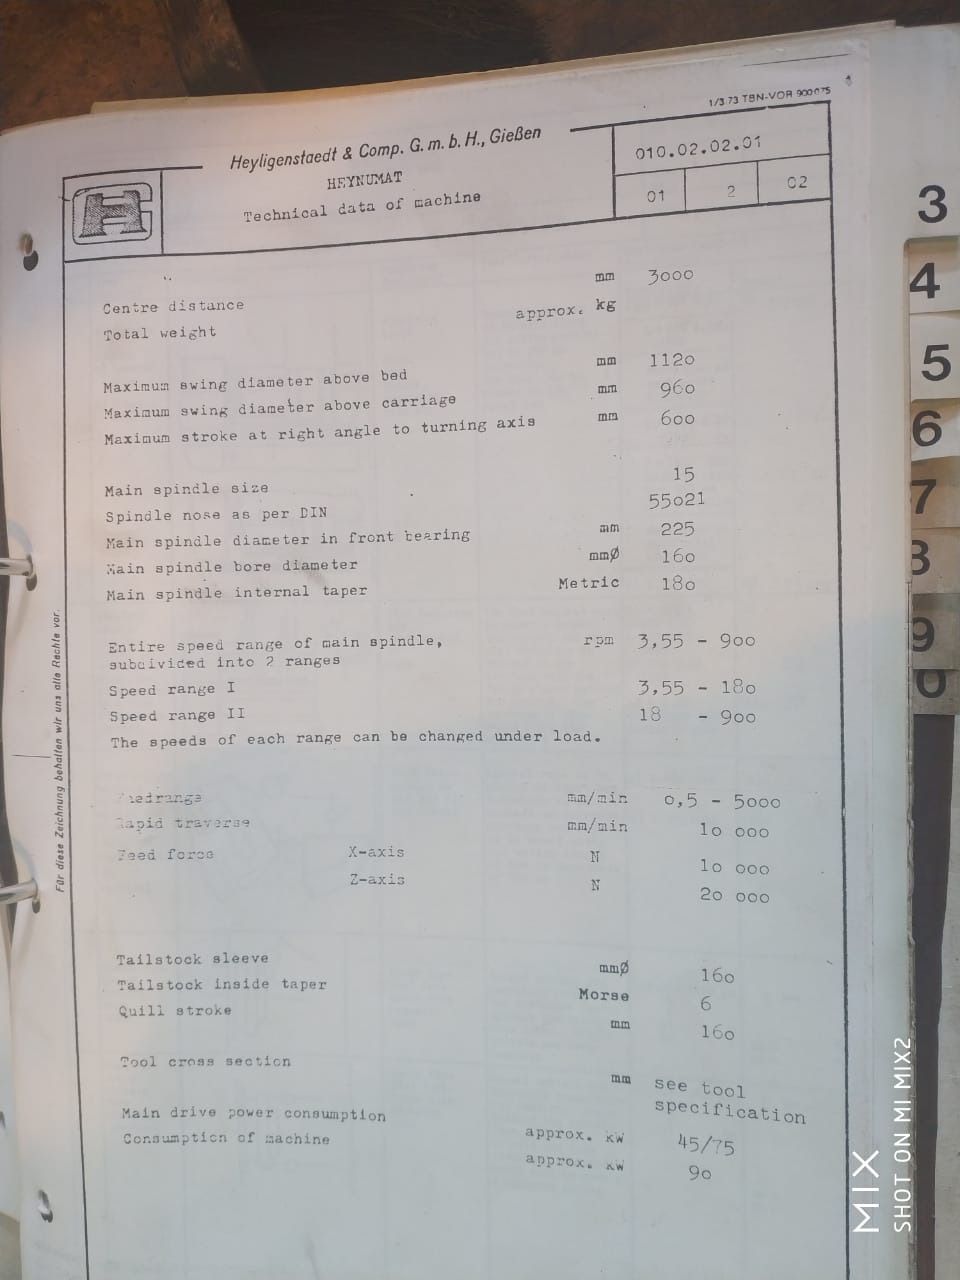 1/3 73 TBN-VOR 900075
Heyligenstaedt & Comp. G. m. b. H., Gießen
HEYNUMAT
Technical data of machine
010.02.02.01
01 2 02
H
Centre distance mm 3000
Total weight approx. kg
Maximum swing diameter above bed mm 1120
Maximum swing diameter above carriage mm 960
Maximum stroke at right angle to turning axis mm 600
Main spindle size 15
Spindle nose as per DIN 55021
Main spindle diameter in front bearing mm 225
Main spindle bore diameter mmØ 160
Main spindle internal taper Metric 180
Entire speed range of main spindle, rpm 3,55 - 900
subdivided into 2 ranges
Speed range I 3,55 - 180
Speed range II 18 - 900
The speeds of each range can be changed under load.
Feedrange mm/min 0,5 - 5000
Rapid traverse mm/min 10 000
Feed force X-axis N 10 000
Z-axis N 20 000
Tailstock sleeve mmØ 160
Tailstock inside taper Morse 6
Quill stroke mm 160
Tool cross section mm see tool
specification
Main drive power consumption approx. kW 45/75
Consumption of machine approx. kW 90
Für diese Zeichnung behalten wir uns alle Rechte vor.
3
4
5
6
7
8
9
0
MIX
SHOT ON MI MIX2